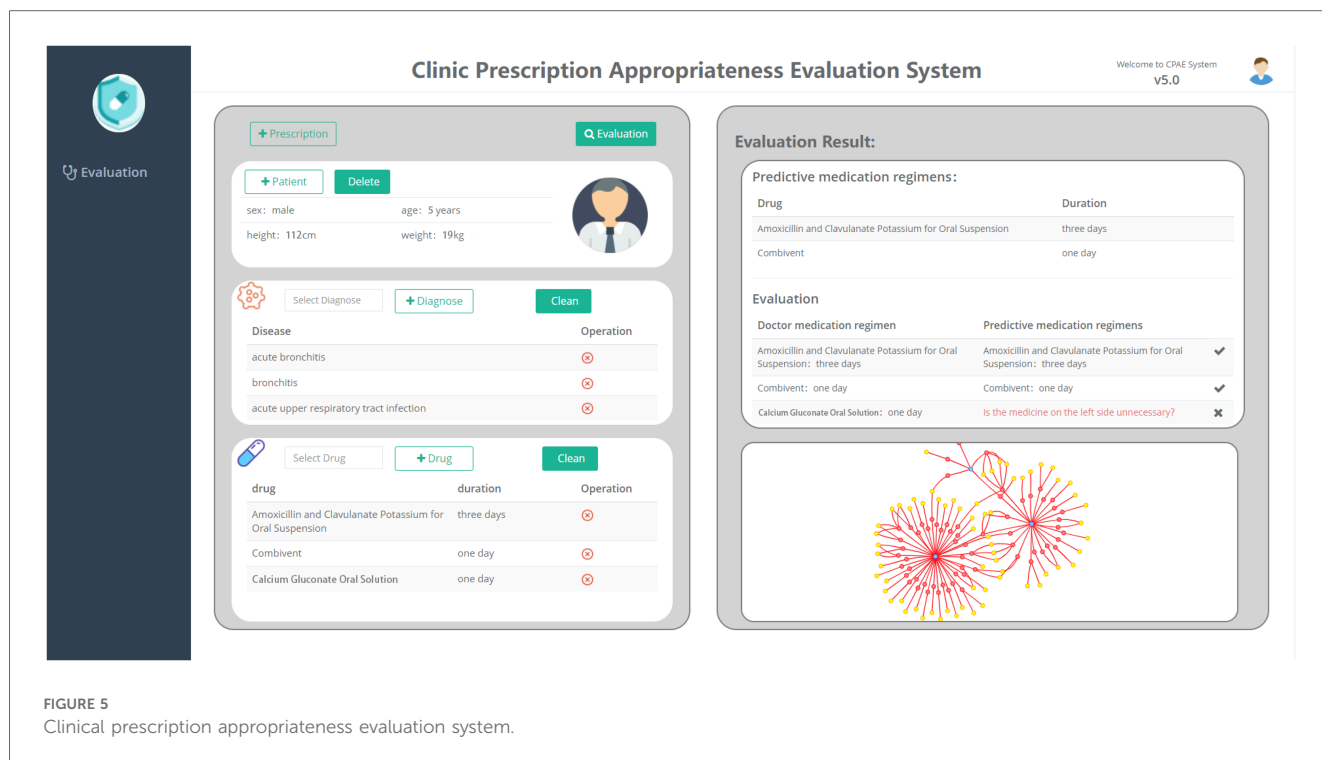 Clinic Prescription Appropriateness Evaluation System
Welcome to CPAE System
v5.0
Evaluation
+ Prescription
Evaluation
+ Patient
Delete
sex: male
age: 5 years
height: 112cm
weight: 19kg
Select Diagnose
+ Diagnose
Clean
Disease
Operation
acute bronchitis
bronchitis
acute upper respiratory tract infection
Select Drug
+ Drug
Clean
drug
duration
Operation
Amoxicillin and Clavulanate Potassium for
Oral Suspension
three days
Combivent
one day
Calcium Gluconate Oral Solution
one day
Evaluation Result:
Predictive medication regimens:
Drug
Duration
Amoxicillin and Clavulanate Potassium for Oral Suspension
three days
Combivent
one day
Evaluation
Doctor medication regimen
Predictive medication regimens
Amoxicillin and Clavulanate Potassium for Oral
Suspension: three days
Amoxicillin and Clavulanate Potassium for Oral
Suspension: three days
Combivent: one day
Combivent: one day
Calcium Gluconate Oral Solution: one day
Is the medicine on the left side unnecessary?
FIGURE 5
Clinical prescription appropriateness evaluation system.